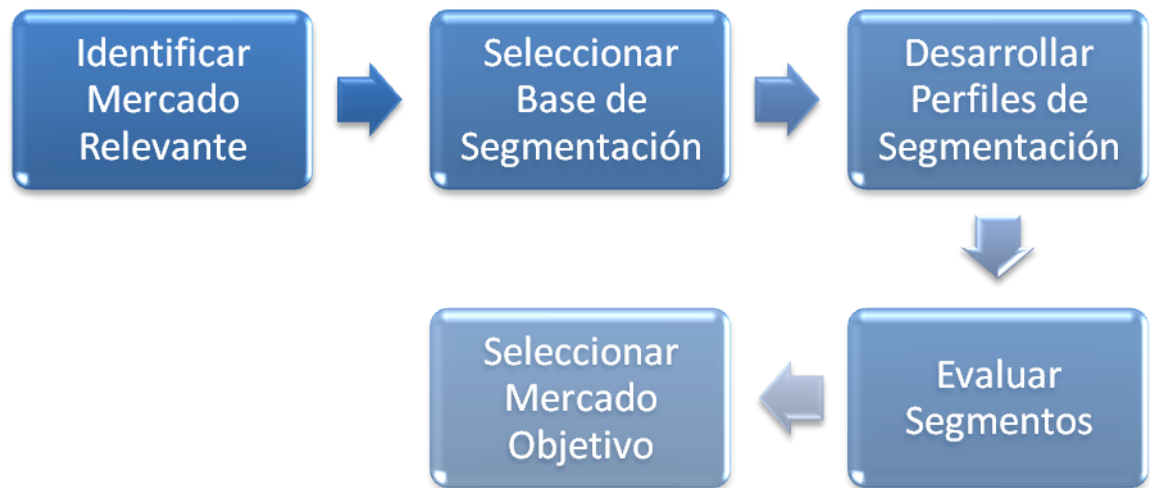 Identificar
Mercado
Relevante
Seleccionar
Base de
Segmentación
Desarrollar
Perfiles de
Segmentación
Evaluar
Segmentos
Seleccionar
Mercado
Objetivo